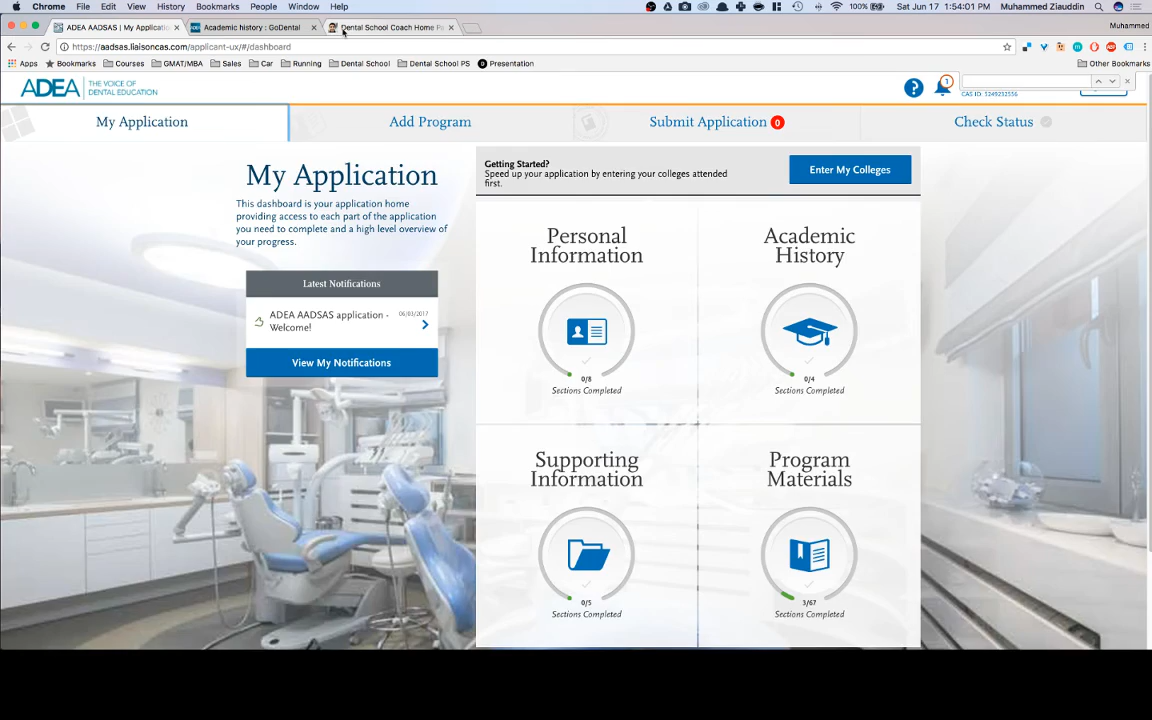 Chrome File Edit View History Bookmarks People Window Help 100% Sat Jun 17 1:54:01 PM Muhammed Ziauddin
ADEA AADSAS | My Applicatio Academic history : GoDental Dental School Coach Home Pa Muhammed
https://aadsas.liaisoncas.com/applicant-ux/#/dashboard
Apps Bookmarks Courses GMAT/MBA Sales Car Running Dental School Dental School PS Presentation Other Bookmarks
ADEA THE VOICE OF DENTAL EDUCATION
? 1
CAS ID: 3249232556
My Application Add Program Submit Application 0 Check Status
My Application
This dashboard is your application home
providing access to each part of the application
you need to complete and a high level overview of
your progress.
Latest Notifications
ADEA AADSAS application - 06/03/2017
Welcome!
View My Notifications
Getting Started?
Speed up your application by entering your colleges attended
first.
Enter My Colleges
Personal
Information
0/8
Sections Completed
Academic
History
0/4
Sections Completed
Supporting
Information
0/5
Sections Completed
Program
Materials
3/67
Sections Completed